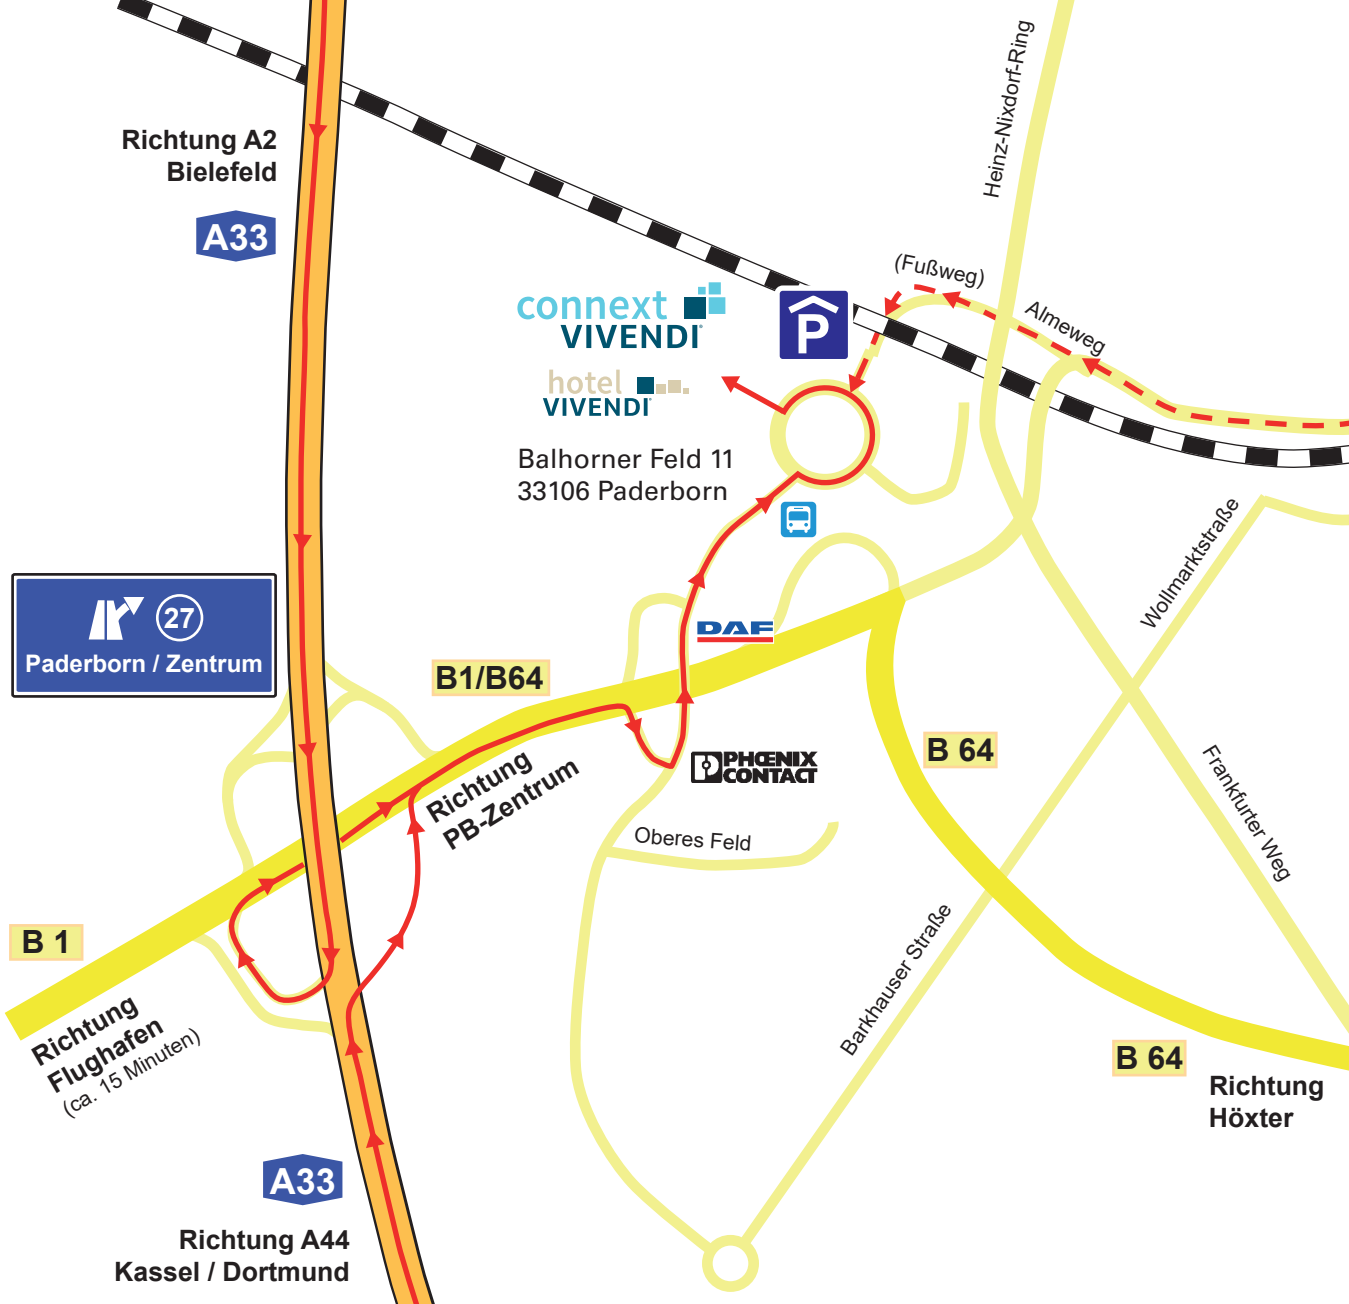 Heinz-Nixdorf-Ring
Richtung A2
Bielefeld
A33
(Fußweg)
Almeweg
connext
VIVENDI
P
hotel
VIVENDI
Balhorner Feld 11
33106 Paderborn
Wollmarktstraße
27
Paderborn / Zentrum
DAF
B1/B64
B 64
PHŒNIX
CONTACT
Richtung
PB-Zentrum
Oberes Feld
Frankfurter Weg
B 1
Barkhauser Straße
Richtung
Flughafen
(ca. 15 Minuten)
B 64
Richtung
Höxter
A33
Richtung A44
Kassel / Dortmund